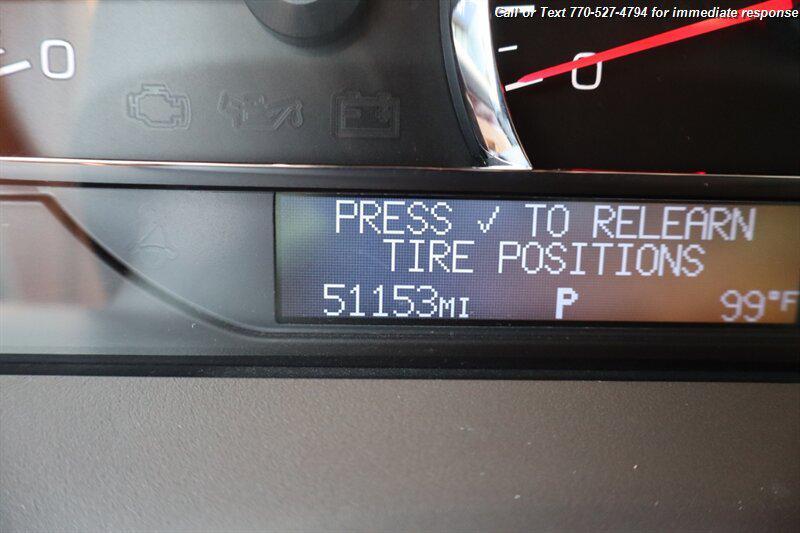 Call or Text 770-527-4794 for immediate response
0
0
PRESS ✓ TO RELEARN
TIRE POSITIONS
51153MI P 99°F